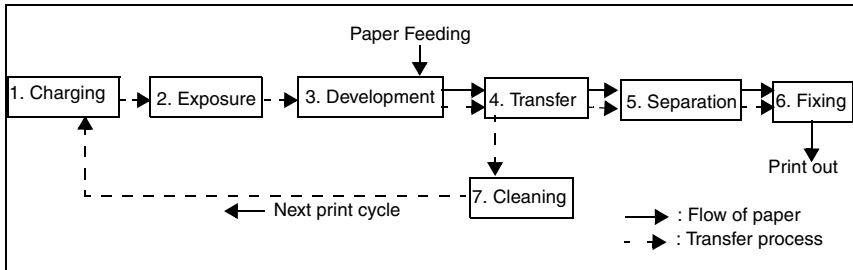 Paper Feeding
1. Charging
2. Exposure
3. Development
4. Transfer
5. Separation
6. Fixing
Print out
7. Cleaning
Next print cycle
: Flow of paper
: Transfer process